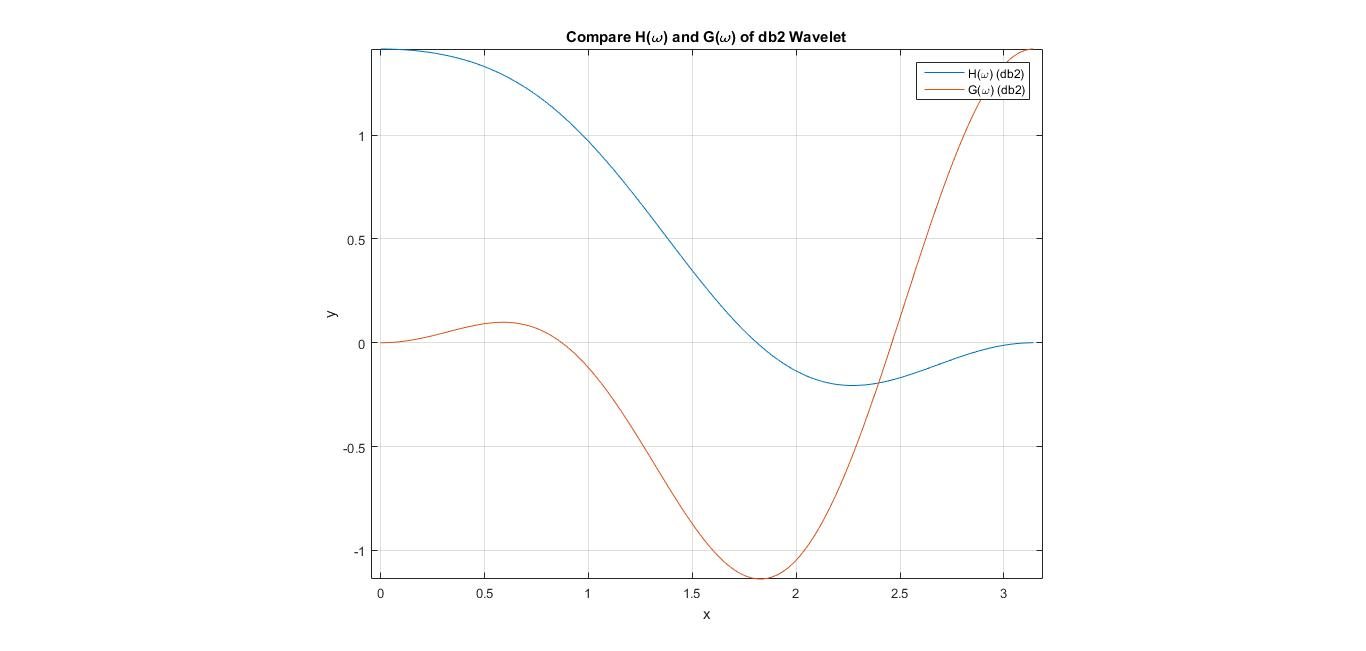 Compare H(ω) and G(ω) of db2 Wavelet
H(ω) (db2)
G(ω) (db2)
1
0.5
0
-0.5
-1
y
0 0.5 1 1.5 2 2.5 3
x